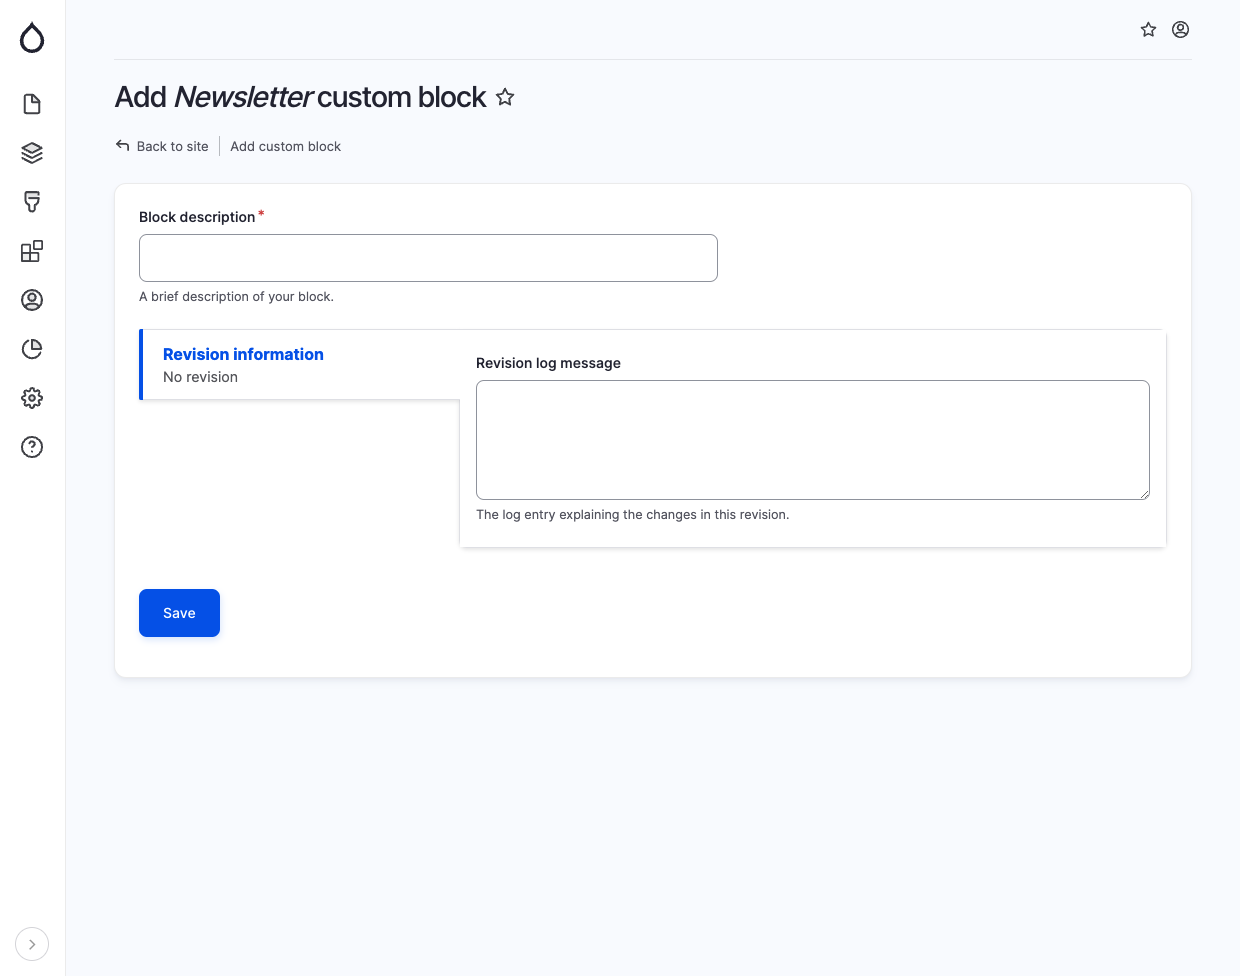 Add Newsletter custom block
Back to site
Add custom block
Block description*
A brief description of your block.
Revision information
No revision
Revision log message
The log entry explaining the changes in this revision.
Save